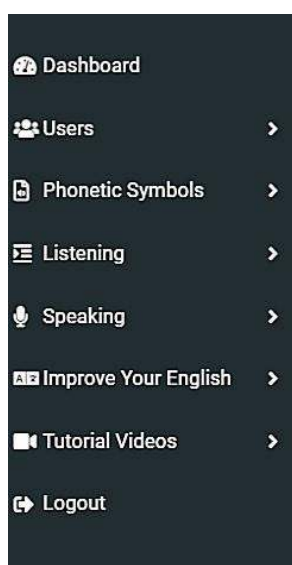 Dashboard
Users
Phonetic Symbols
Listening
Speaking
Improve Your English
Tutorial Videos
Logout